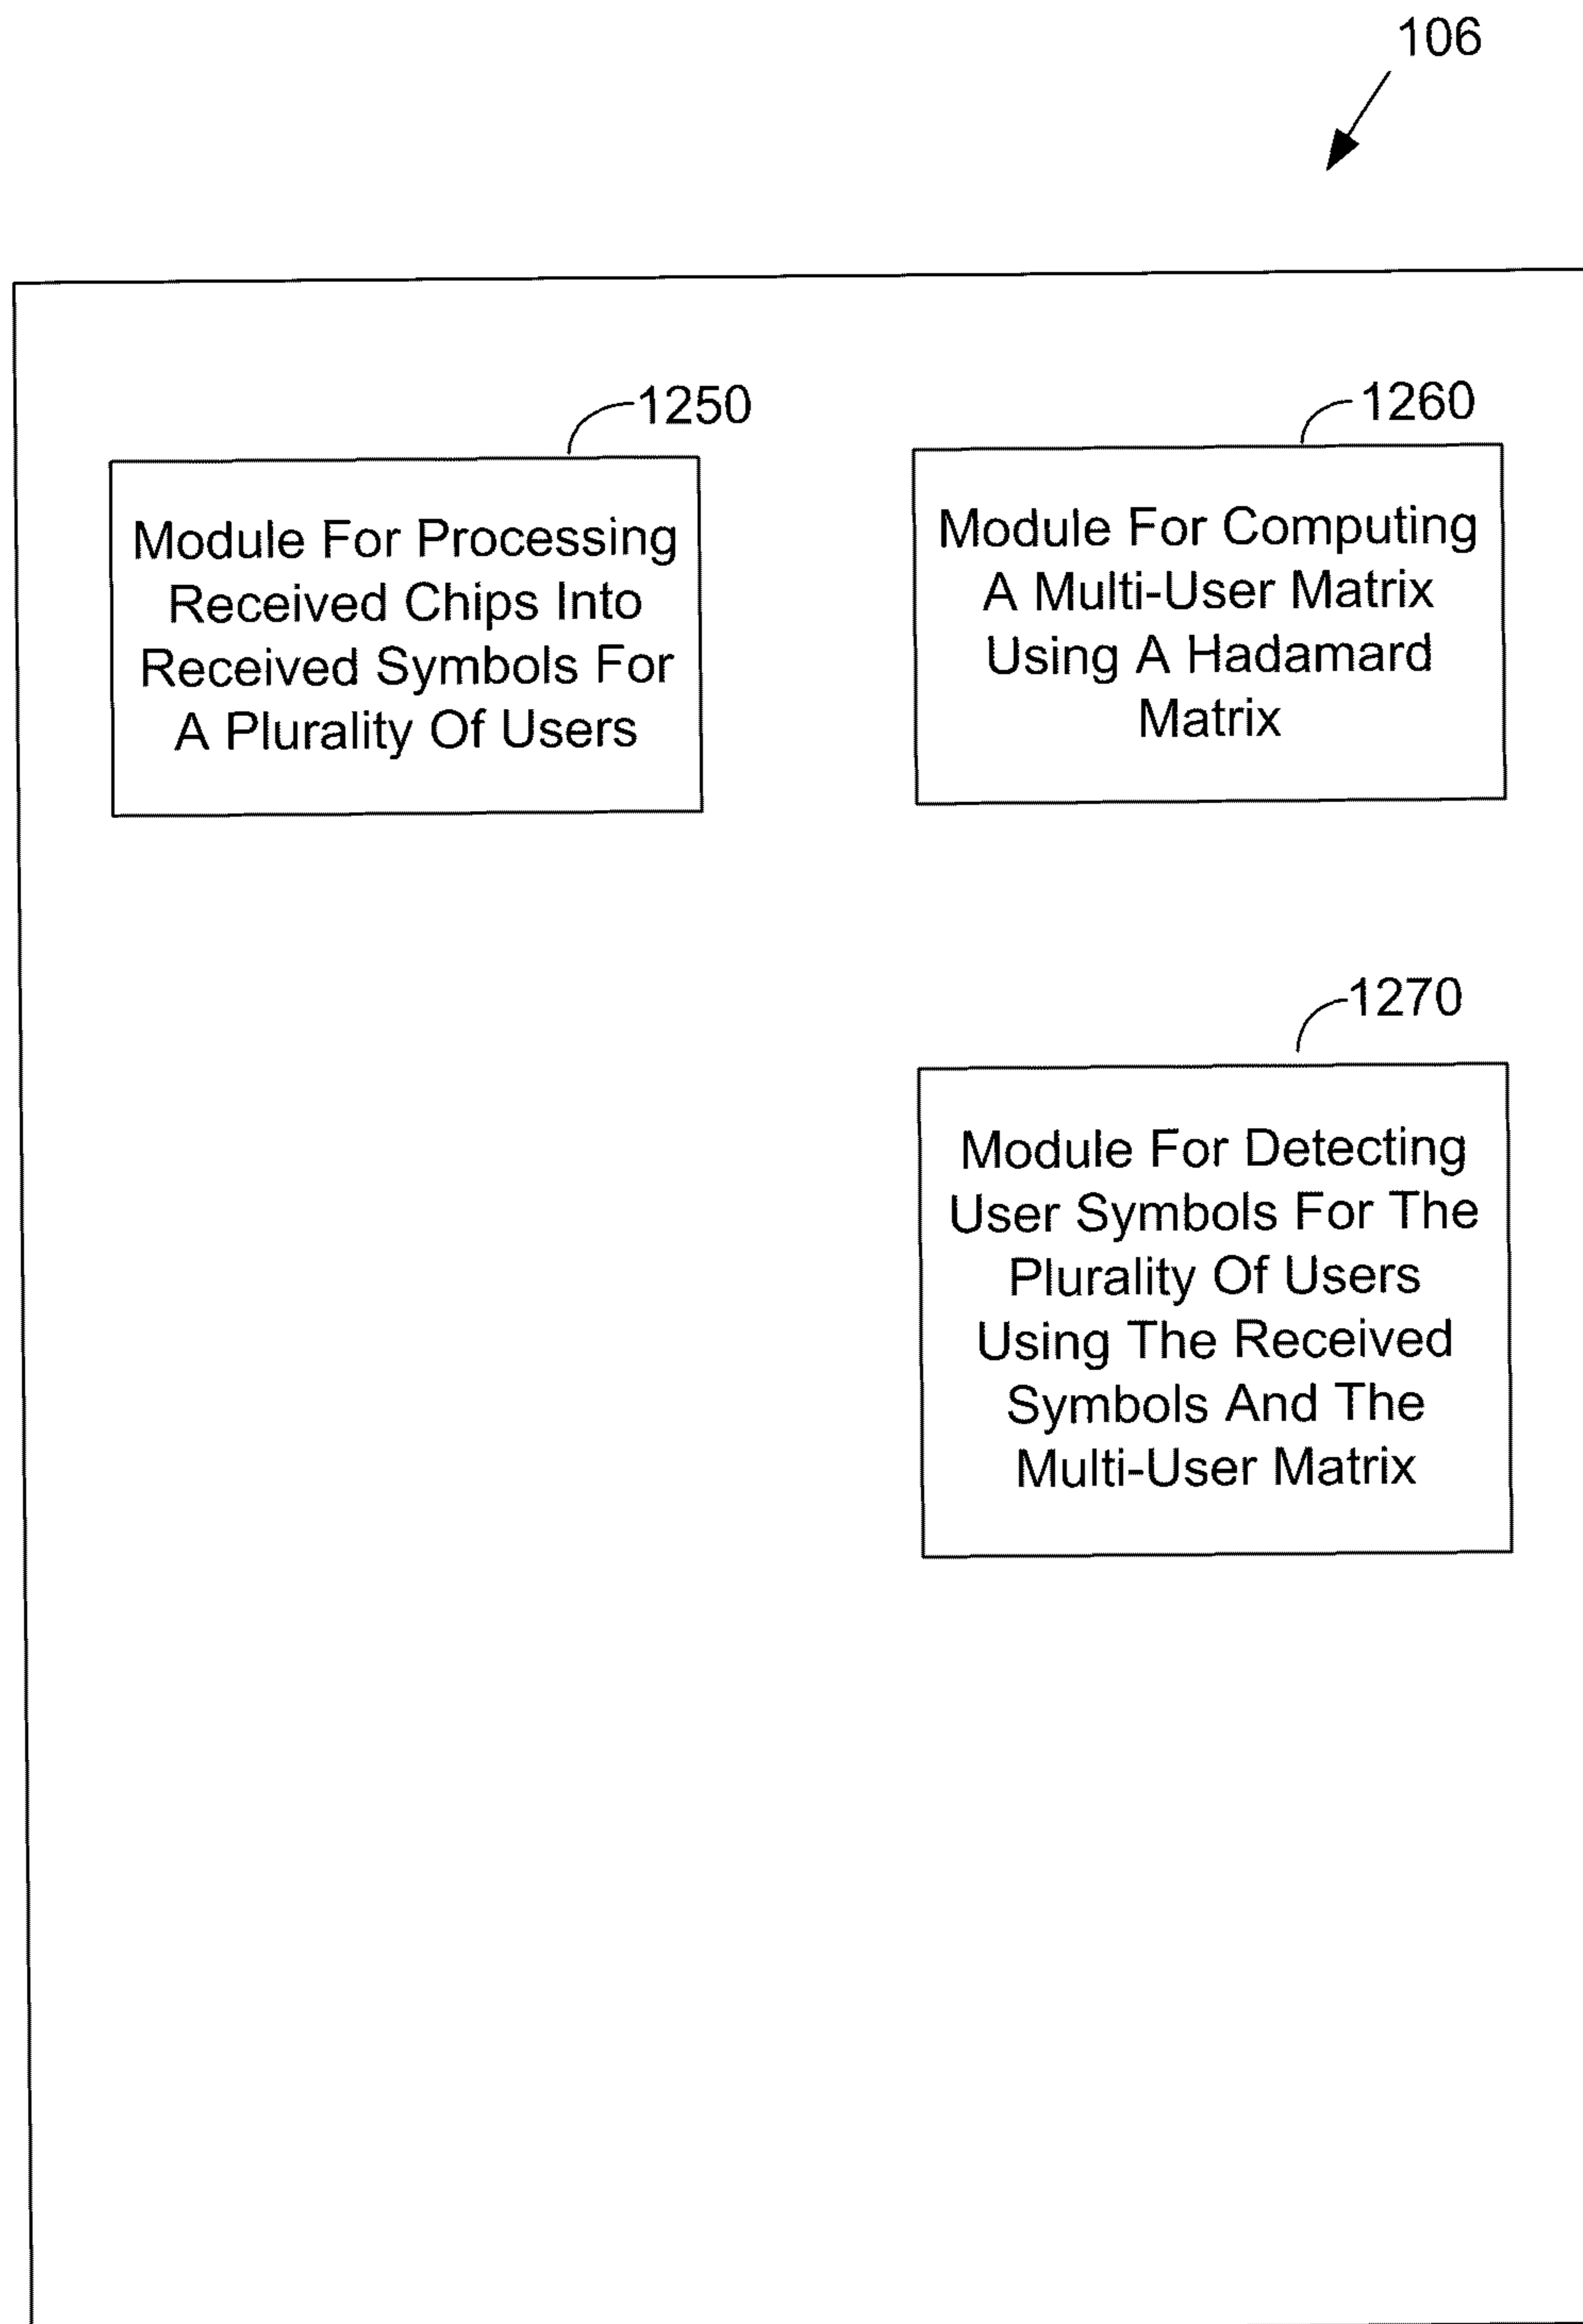 106
1250
Module For Processing
Received Chips Into
Received Symbols For
A Plurality Of Users
1260
Module For Computing
A Multi-User Matrix
Using A Hadamard
Matrix
1270
Module For Detecting
User Symbols For The
Plurality Of Users
Using The Received
Symbols And The
Multi-User Matrix